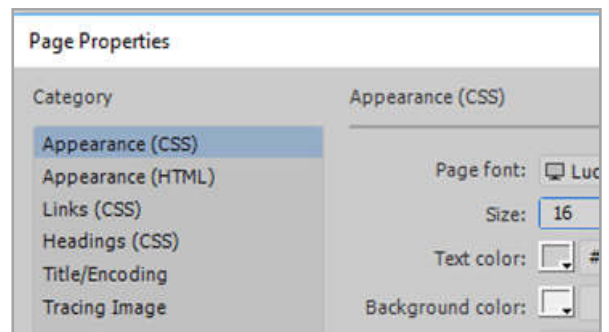 Page Properties
Category
Appearance (CSS)
Appearance (HTML)
Links (CSS)
Headings (CSS)
Title/Encoding
Tracing Image
Appearance (CSS)
Page font: Luc
Size: 16
Text color: #
Background color: